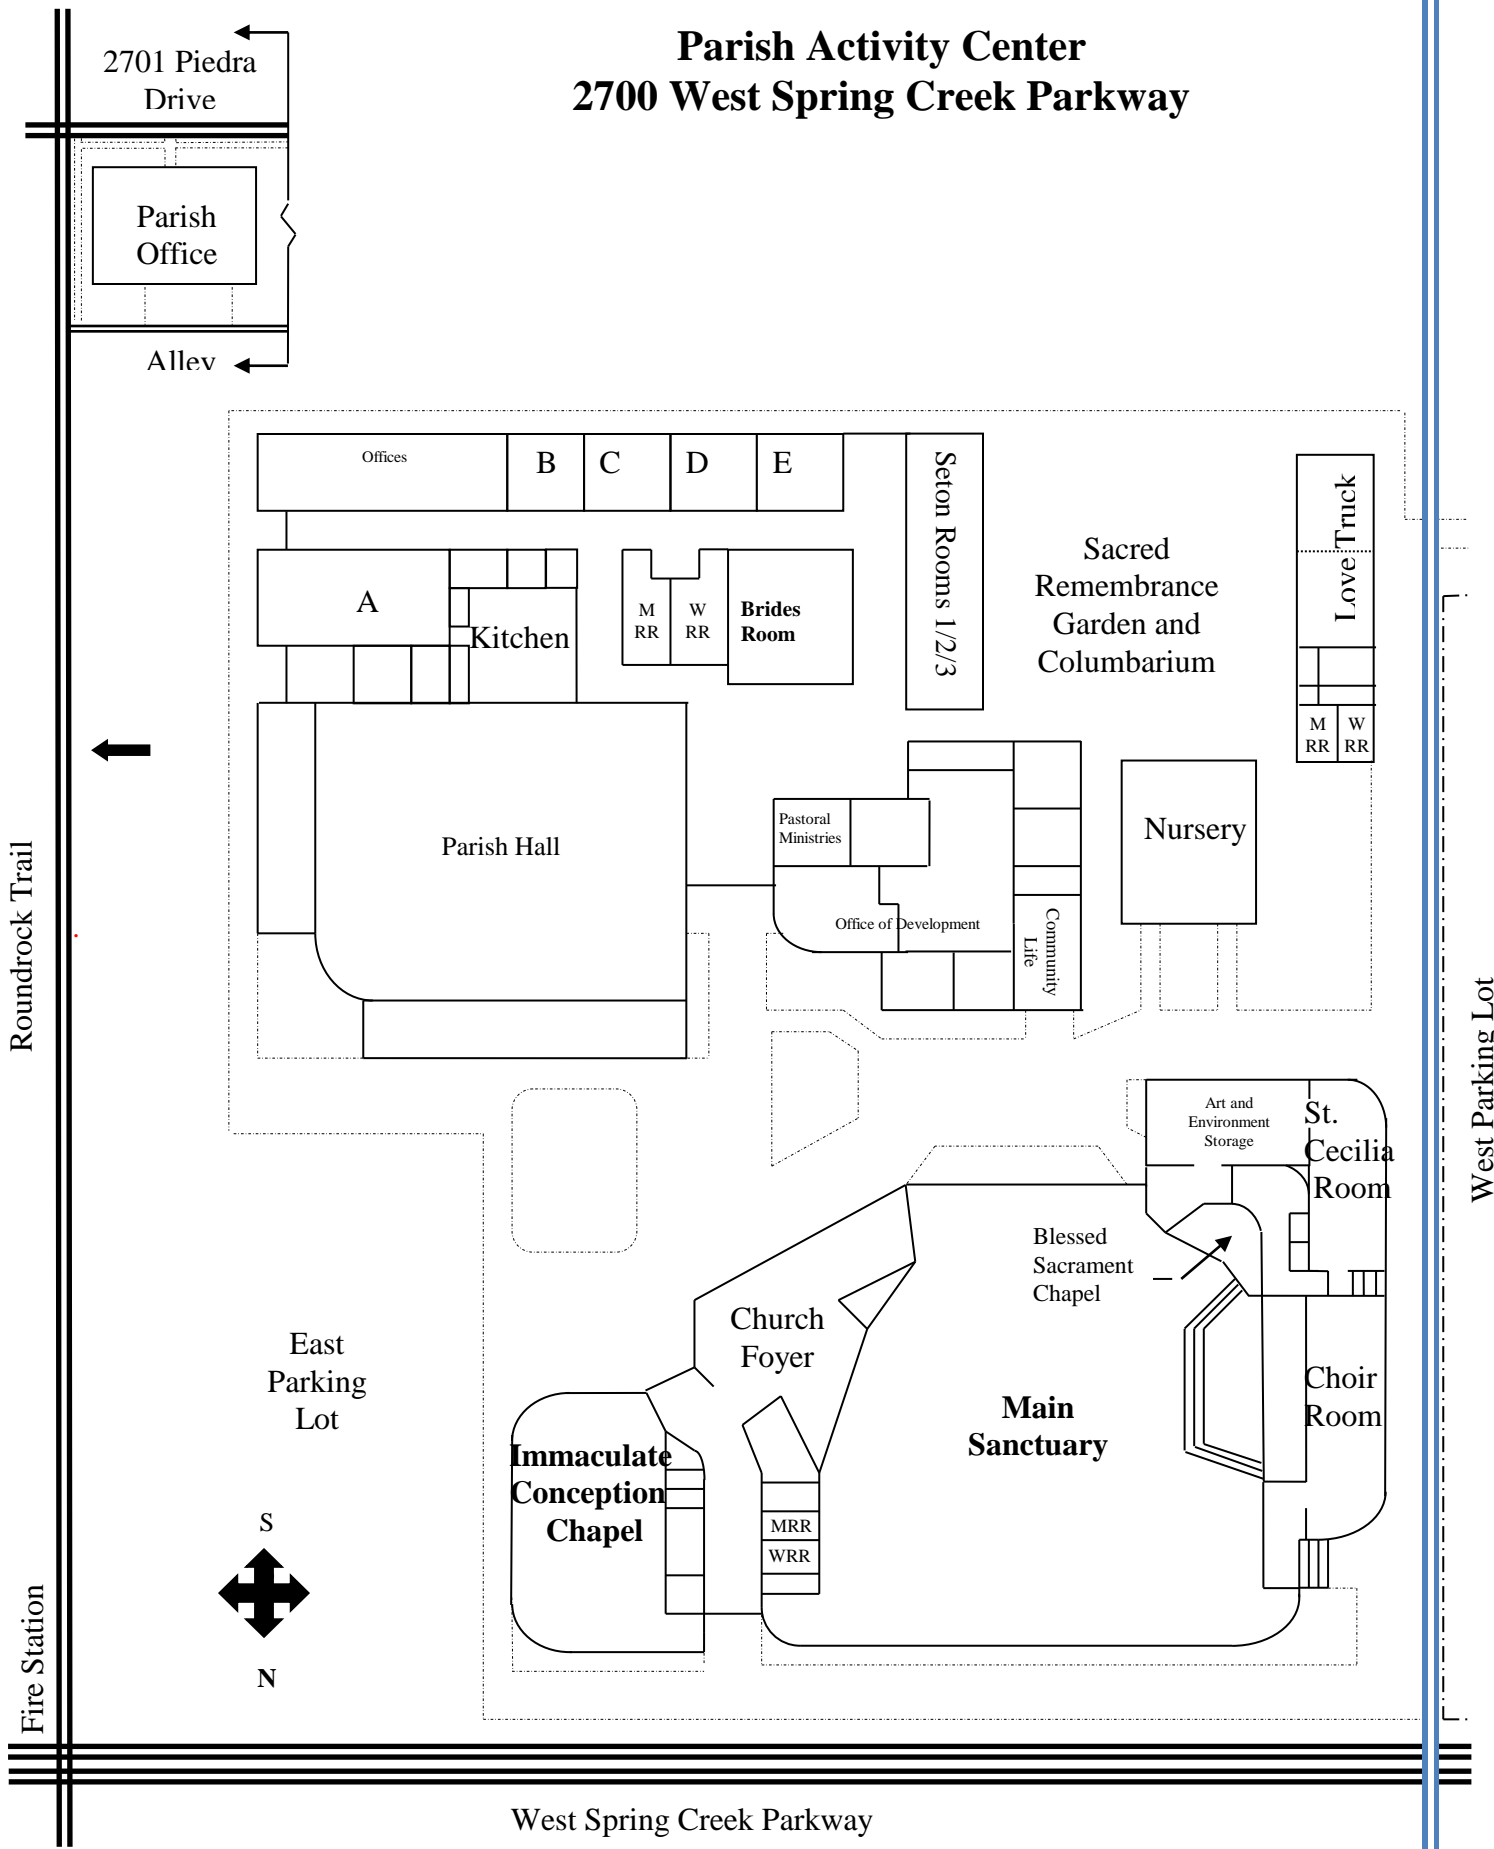 Parish Activity Center
2700 West Spring Creek Parkway
2701 Piedra
Drive
Parish
Office
Alley
Offices
B
C
D
E
Seton Rooms 1/2/3
Love Truck
Sacred
Remembrance
Garden and
Columbarium
A
Kitchen
M
RR
W
RR
Brides
Room
M
RR
W
RR
Parish Hall
Pastoral
Ministries
Office of Development
Community
Life
Nursery
Roundrock Trail
West Parking Lot
Art and
Environment
Storage
St.
Cecilia
Room
Blessed
Sacrament
Chapel
Church
Foyer
East
Parking
Lot
Main
Sanctuary
Choir
Room
Immaculate
Conception
Chapel
MRR
WRR
S
N
Fire Station
West Spring Creek Parkway